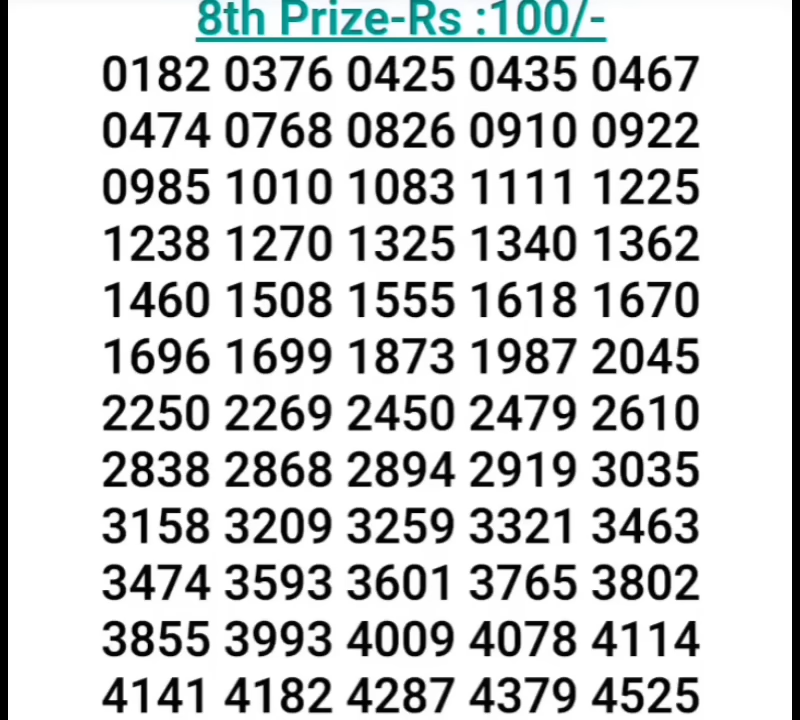 8th Prize-Rs :100/-
0182 0376 0425 0435 0467
0474 0768 0826 0910 0922
0985 1010 1083 1111 1225
1238 1270 1325 1340 1362
1460 1508 1555 1618 1670
1696 1699 1873 1987 2045
2250 2269 2450 2479 2610
2838 2868 2894 2919 3035
3158 3209 3259 3321 3463
3474 3593 3601 3765 3802
3855 3993 4009 4078 4114
4141 4182 4287 4379 4525